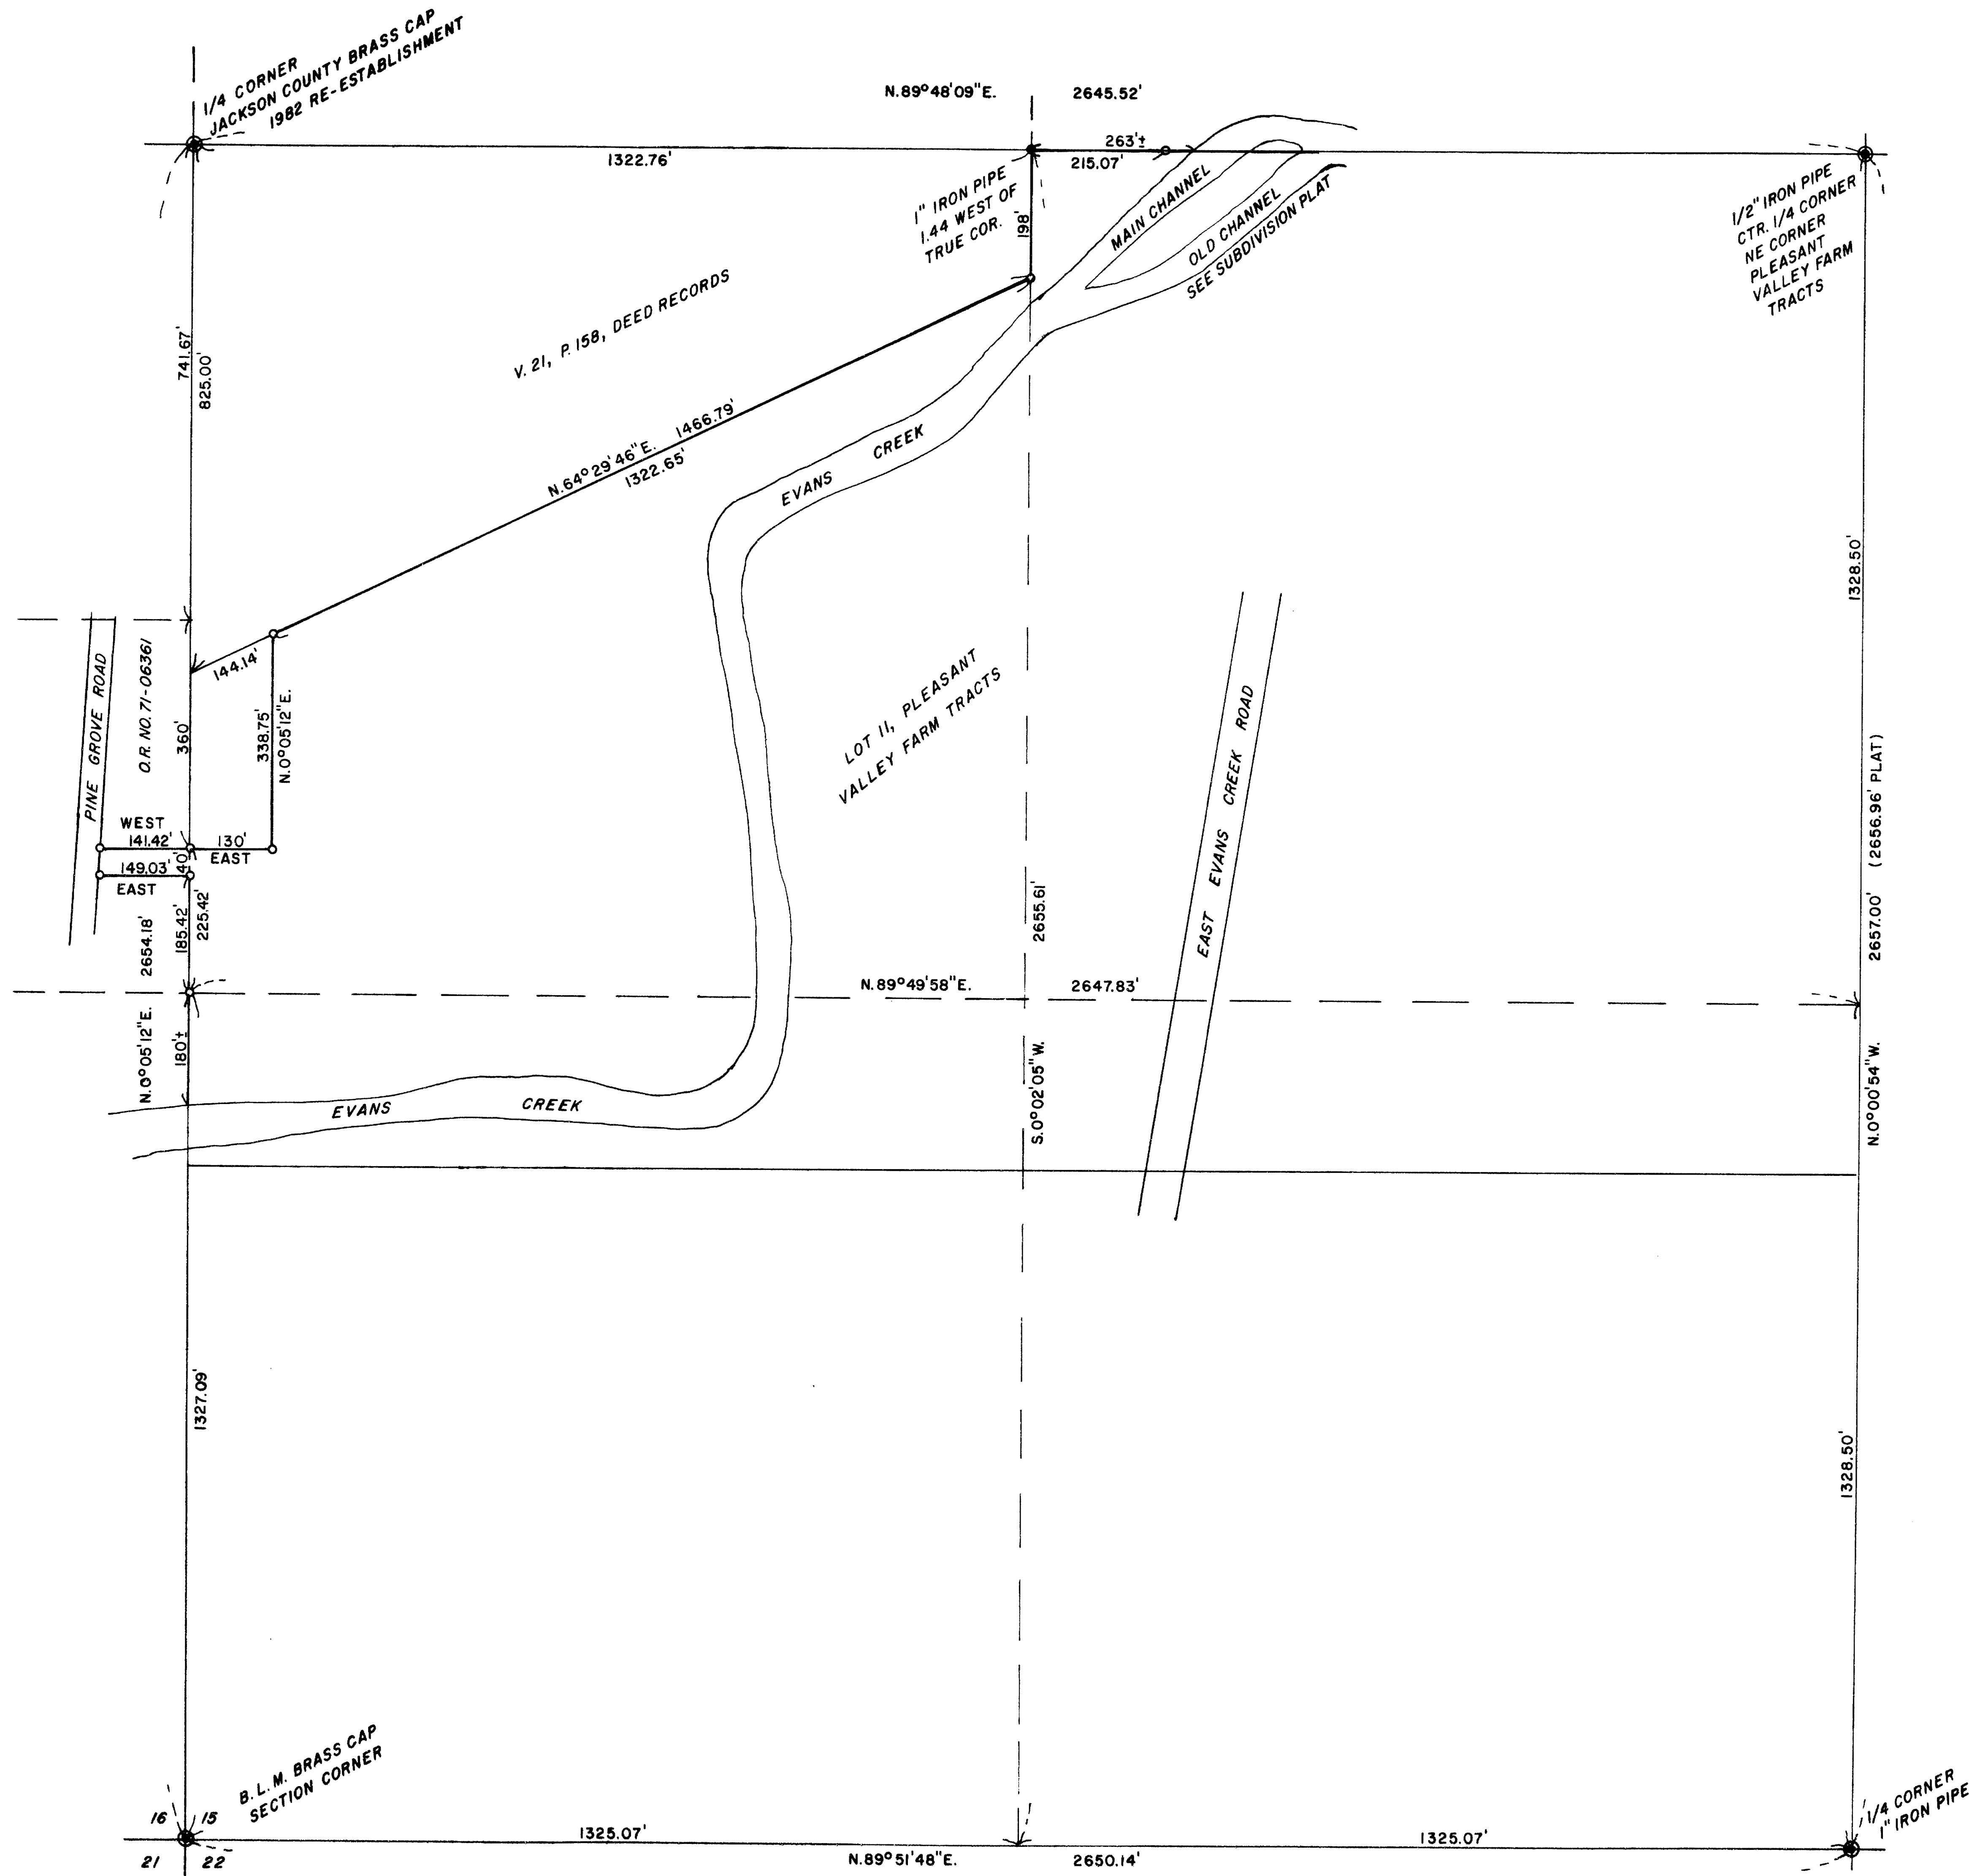 1/4 CORNER
JACKSON COUNTY BRASS CAP
1982 RE-ESTABLISHMENT
N.89°48'09"E. 2645.52'
1322.76'
263'±
215.07'
1" IRON PIPE
1.44 WEST OF
TRUE COR.
198'
MAIN CHANNEL
OLD CHANNEL
SEE SUBDIVISION PLAT
1/2" IRON PIPE
CTR. 1/4 CORNER
NE CORNER
PLEASANT
VALLEY FARM
TRACTS
V. 21, P. 158, DEED RECORDS
741.67'
825.00'
N.64°29'46"E. 1466.79'
1322.65'
EVANS CREEK
1328.50'
144.14'
PINE GROVE ROAD
O.R. NO. 71-06361
360'
338.75'
N.0°05'12"E.
LOT 11, PLEASANT
VALLEY FARM TRACTS
EAST EVANS CREEK ROAD
WEST
141.42'
130'
EAST
149.03'
40'
EAST
2655.61'
2657.00' (2656.96' PLAT)
N.0°05'12"E. 2654.18'
185.42'
225.42'
N.89°49'58"E. 2647.83'
180'±
S.0°02'05"W.
N.0°00'54"W.
EVANS CREEK
1327.09'
1328.50'
B.L.M. BRASS CAP
SECTION CORNER
16 15
21 22
1325.07'
1325.07'
N.89°51'48"E. 2650.14'
1/4 CORNER
1" IRON PIPE